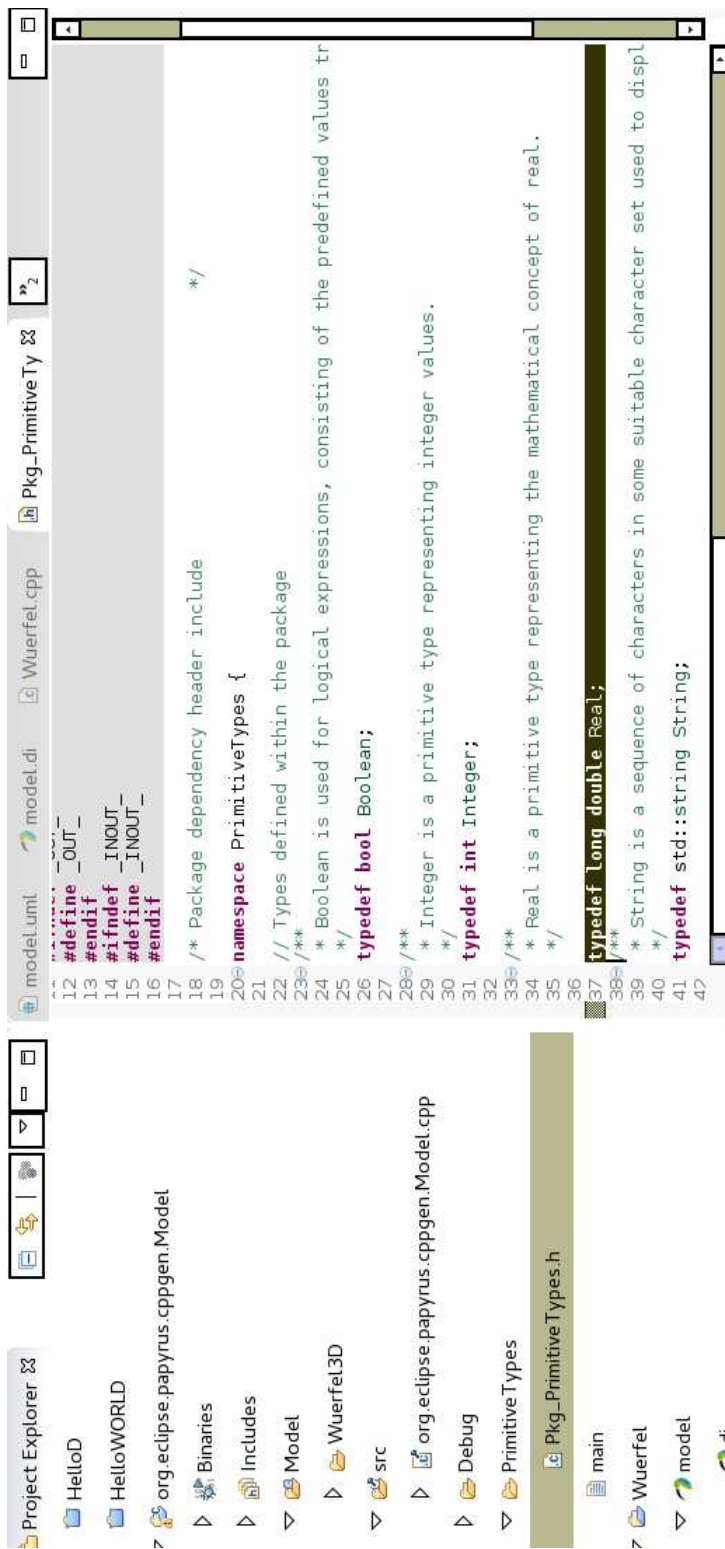 Project Explorer
HelloD
HelloWORLD
org.eclipse.papyrus.cppgen.Model
Binaries
Includes
Model
Wuerfel3D
src
org.eclipse.papyrus.cppgen.Model.cpp
Debug
PrimitiveTypes
Pkg_PrimitiveTypes.h
main
Wuerfel
model
di
model.uml
model.di
Wuerfel.cpp
Pkg_PrimitiveTy
»2
11 #ifndef _OUT_
12 #define _OUT_
13 #endif
14 #ifndef _INOUT_
15 #define _INOUT_
16 #endif
17
18 /* Package dependency header include */
19
20 namespace PrimitiveTypes {
21
22 // Types defined within the package
23 /**
24 * Boolean is used for logical expressions, consisting of the predefined values tr
25 */
26 typedef bool Boolean;
27
28 /**
29 * Integer is a primitive type representing integer values.
30 */
31 typedef int Integer;
32
33 /**
34 * Real is a primitive type representing the mathematical concept of real.
35 */
36
37 typedef long double Real;
38 /**
39 * String is a sequence of characters in some suitable character set used to displ
40 */
41 typedef std::string String;
42